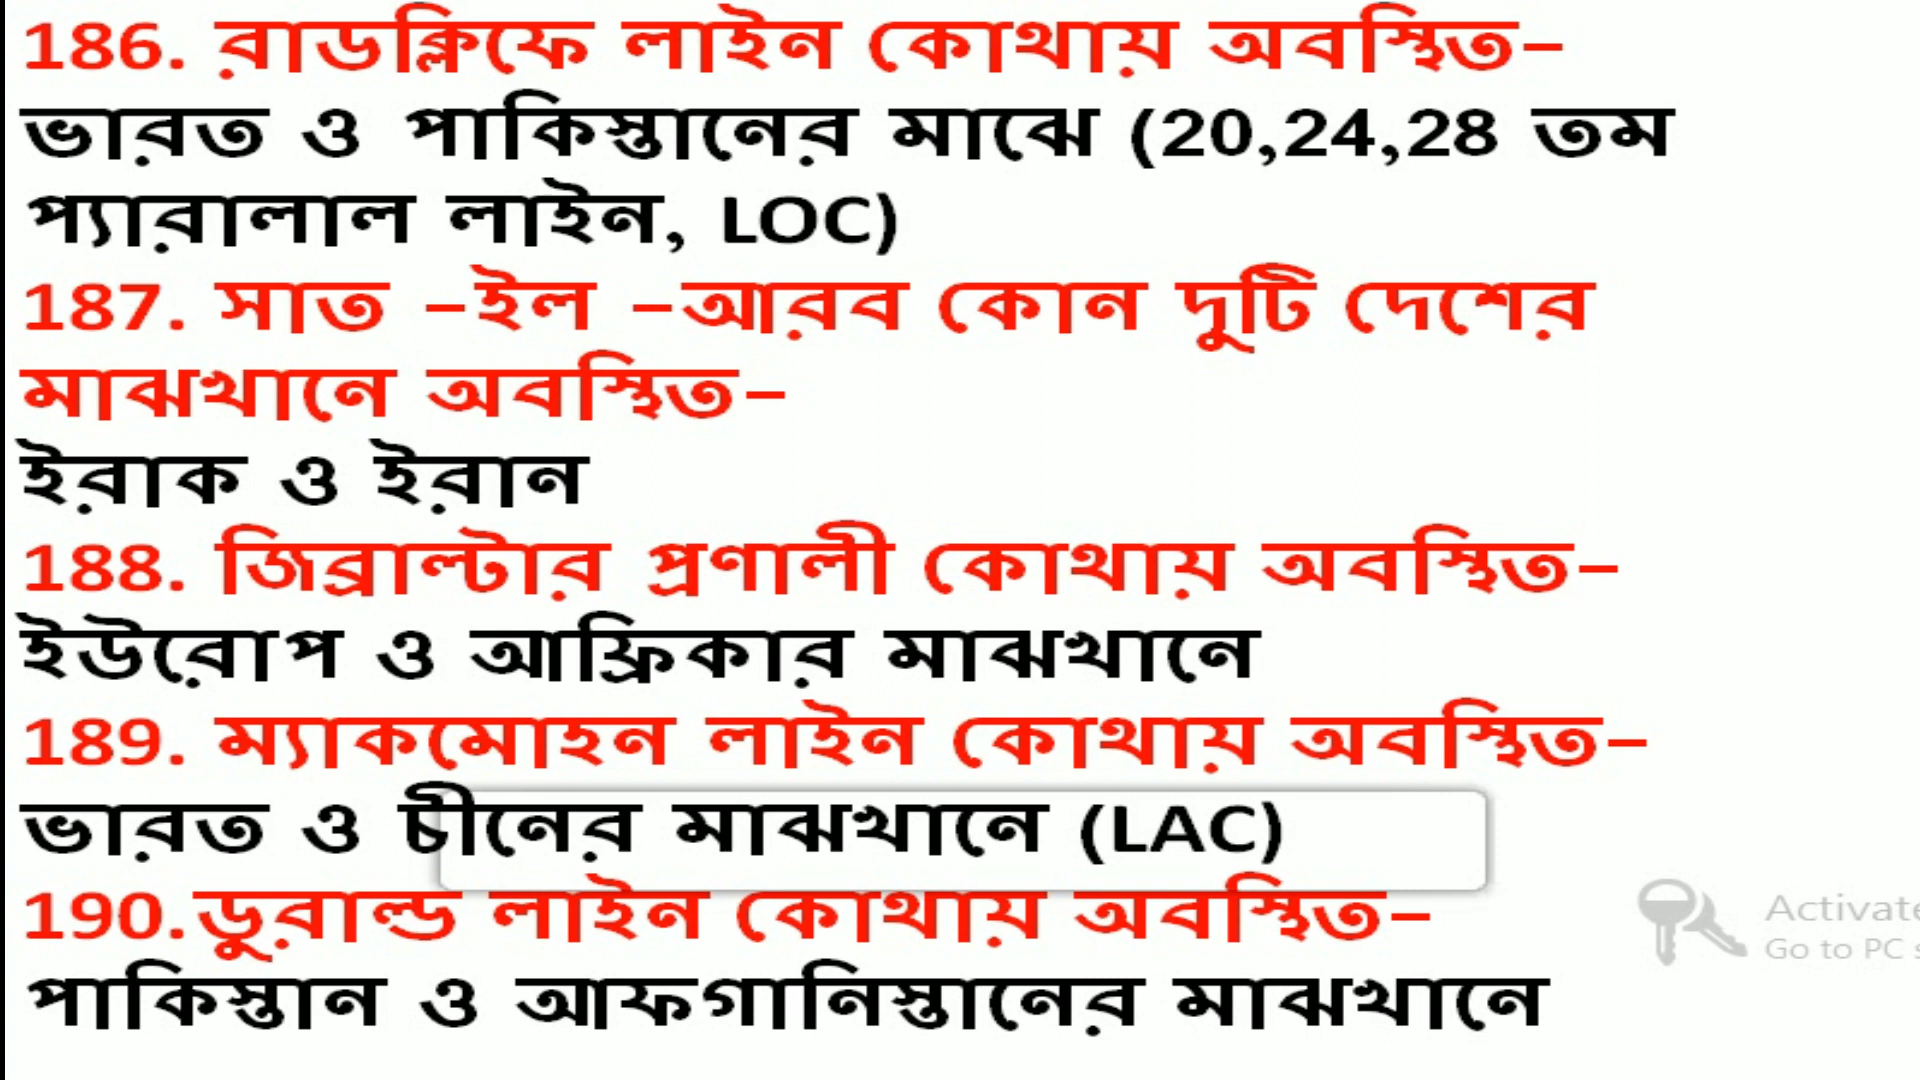 186. রাডক্লিফে লাইন কোথায় অবস্থিত–
ভারত ও পাকিস্তানের মাঝে (20,24,28 তম
প্যারালাল লাইন, LOC)
187. সাত –ইল –আরব কোন দুটি দেশের
মাঝখানে অবস্থিত–
ইরাক ও ইরান
188. জিব্রাল্টার প্রণালী কোথায় অবস্থিত–
ইউরোপ ও আফ্রিকার মাঝখানে
189. ম্যাকমোহন লাইন কোথায় অবস্থিত–
ভারত ও চীনের মাঝখানে (LAC)
190.ডুরাল্ড লাইন কোথায় অবস্থিত–
পাকিস্তান ও আফগানিস্তানের মাঝখানে
Activate
Go to PC s